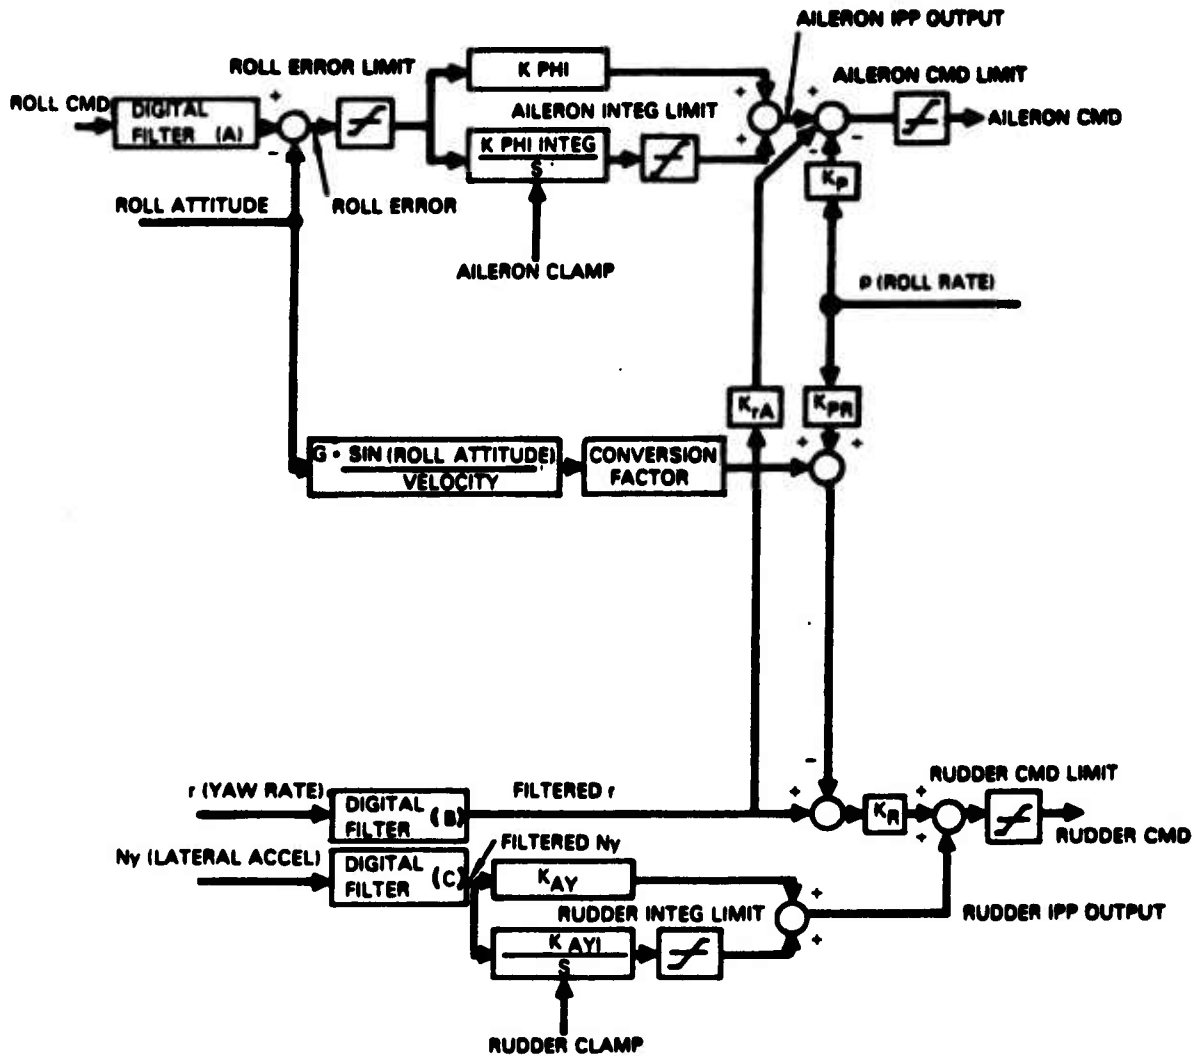 AILERON IPP OUTPUT
ROLL ERROR LIMIT
K PHI
AILERON CMD LIMIT
ROLL CMD
DIGITAL
FILTER (A)
+
-
AILERON INTEG LIMIT
+
+
+
-
-
AILERON CMD
K PHI INTEG
S
KP
ROLL ATTITUDE
ROLL ERROR
AILERON CLAMP
P (ROLL RATE)
KrA
KPR
G • SIN (ROLL ATTITUDE)
VELOCITY
CONVERSION
FACTOR
+
+
-
r (YAW RATE)
DIGITAL
FILTER (B)
FILTERED r
+
KR
+
+
RUDDER CMD LIMIT
RUDDER CMD
Ny (LATERAL ACCEL)
DIGITAL
FILTER (C)
FILTERED Ny
KAY
RUDDER INTEG LIMIT
+
+
RUDDER IPP OUTPUT
K AYI
S
RUDDER CLAMP